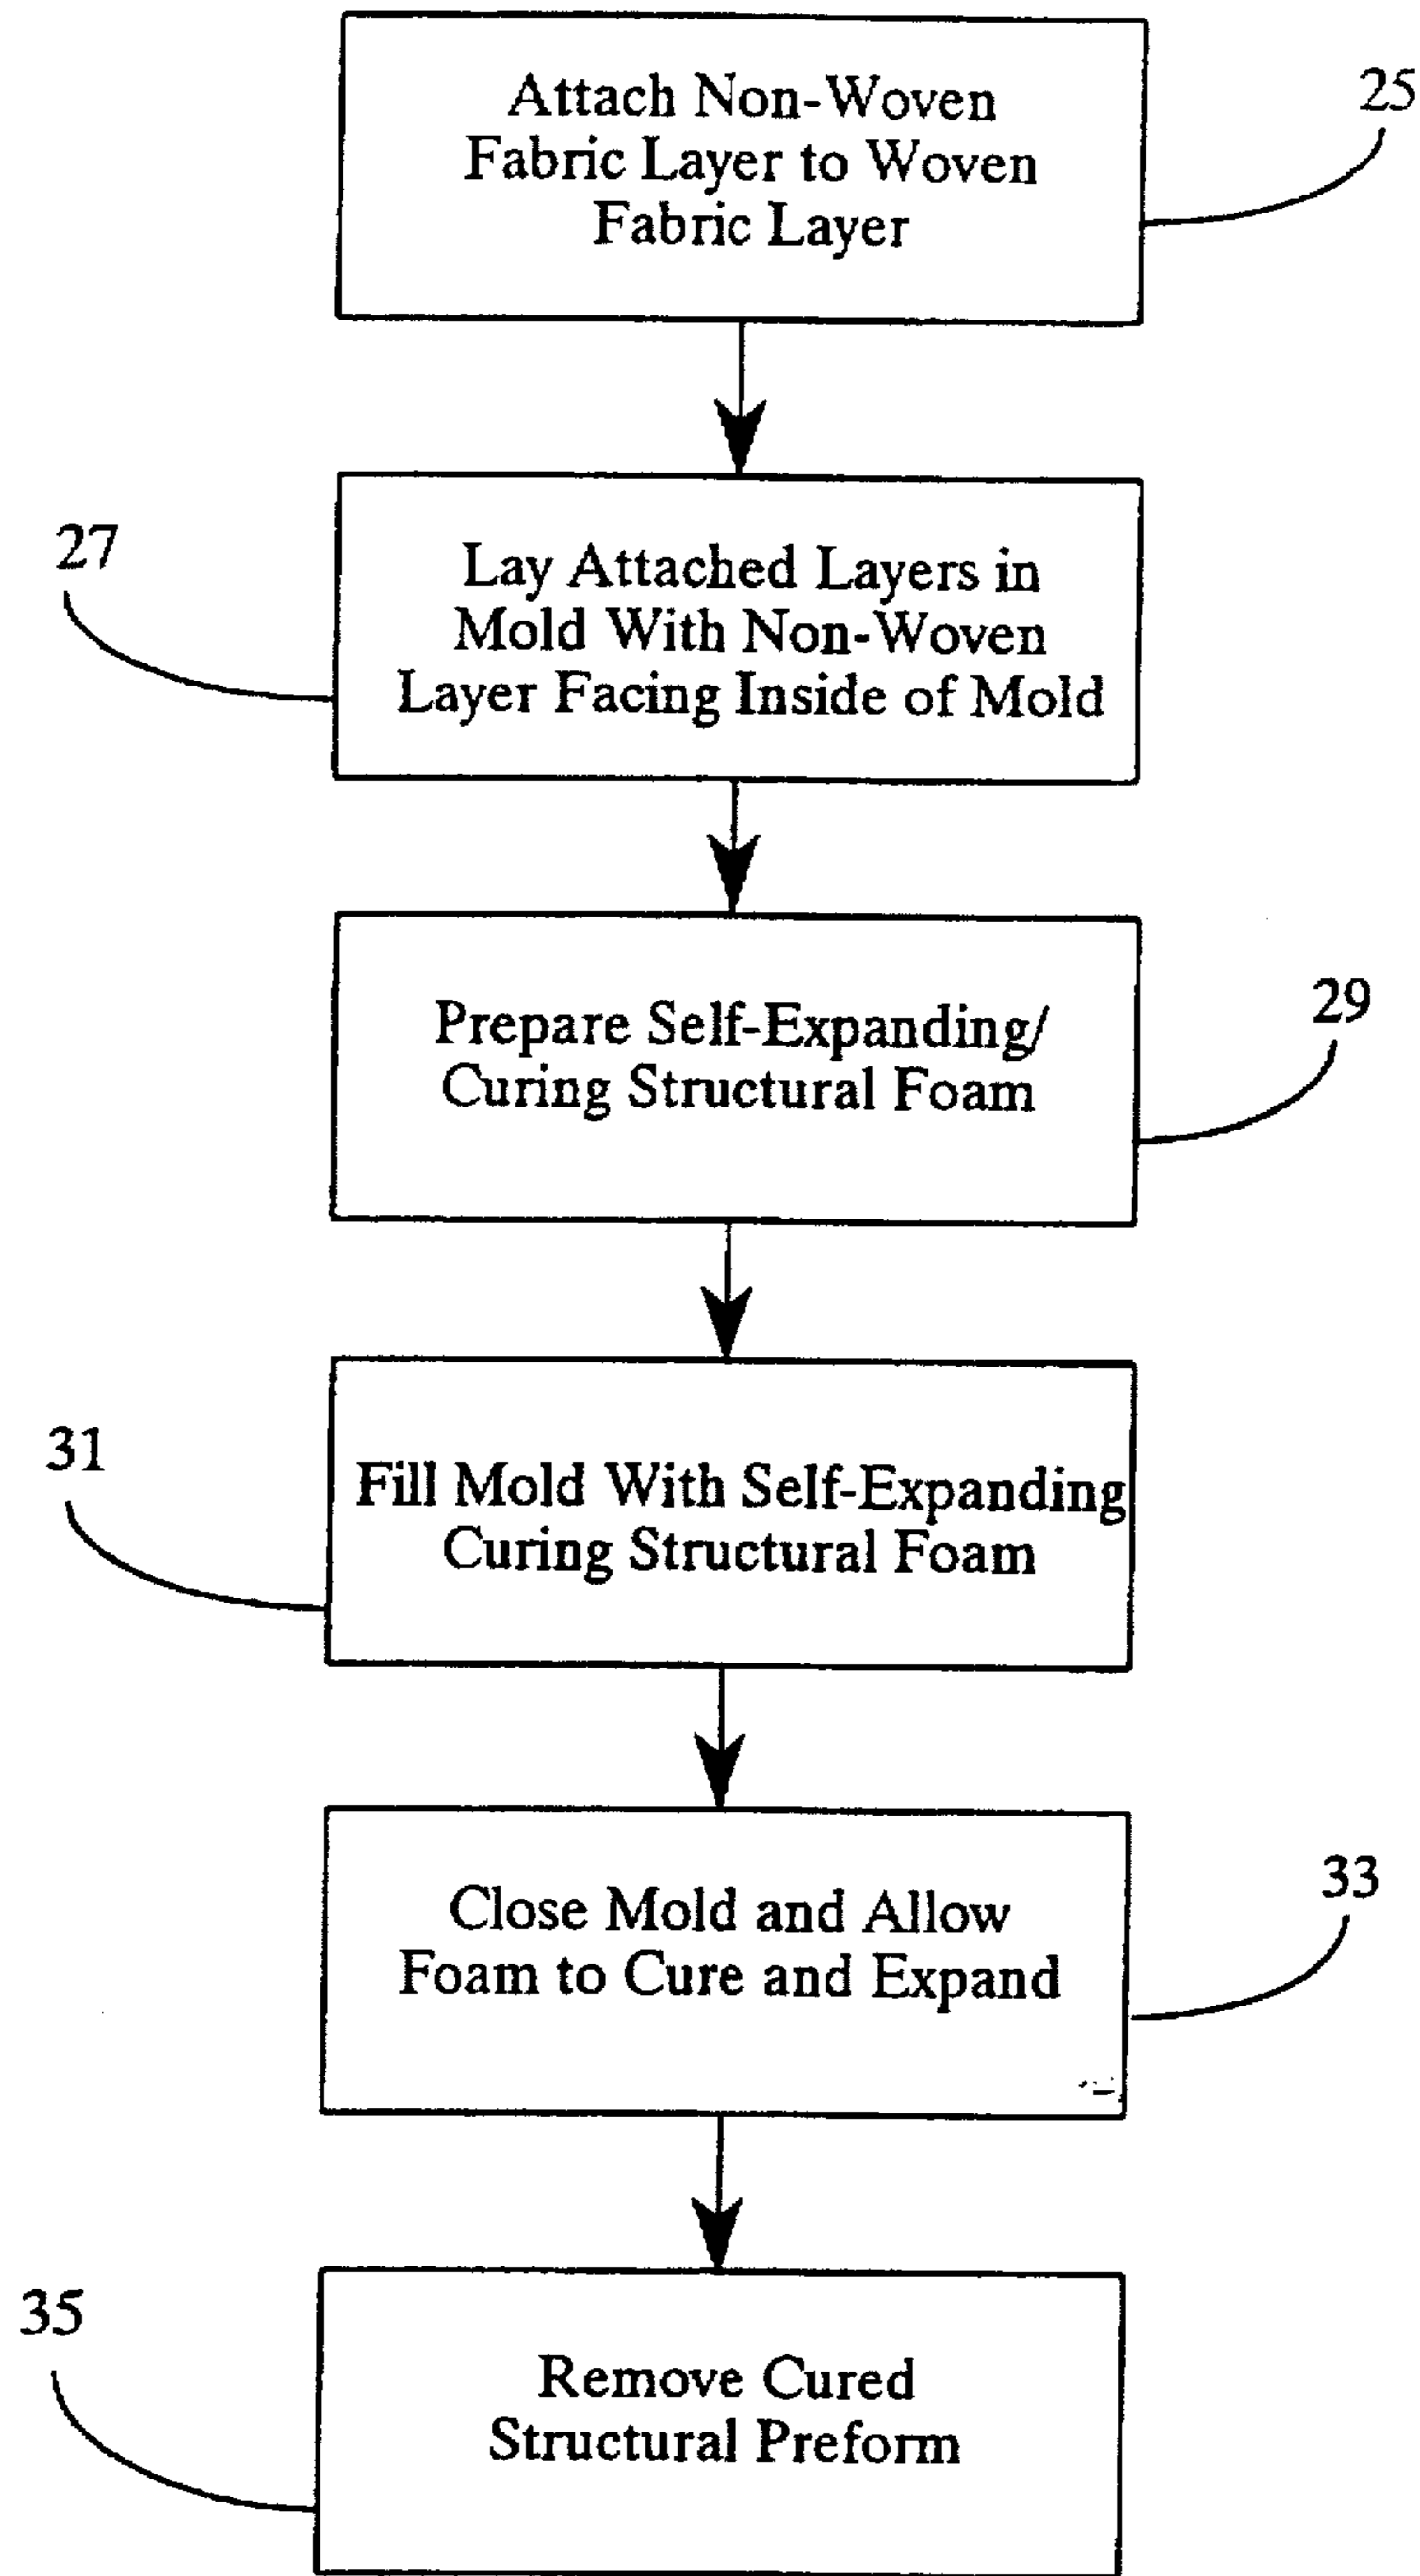 Attach Non-Woven
Fabric Layer to Woven
Fabric Layer
25
27
Lay Attached Layers in
Mold With Non-Woven
Layer Facing Inside of Mold
Prepare Self-Expanding/
Curing Structural Foam
29
31
Fill Mold With Self-Expanding
Curing Structural Foam
Close Mold and Allow
Foam to Cure and Expand
33
35
Remove Cured
Structural Preform